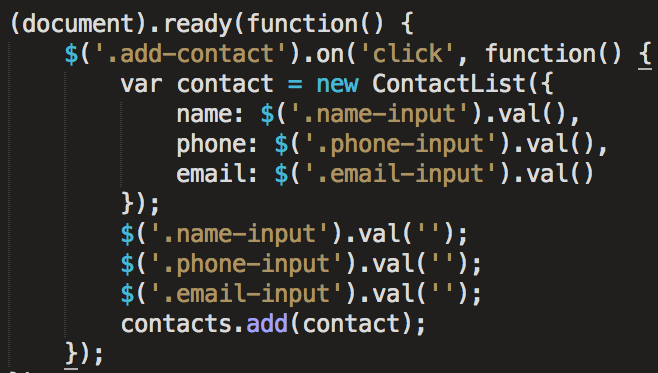 (document).ready(function() {
    $('.add-contact').on('click', function() {
        var contact = new ContactList({
            name: $('.name-input').val(),
            phone: $('.phone-input').val(),
            email: $('.email-input').val()
        });
        $('.name-input').val('');
        $('.phone-input').val('');
        $('.email-input').val('');
        contacts.add(contact);
    });